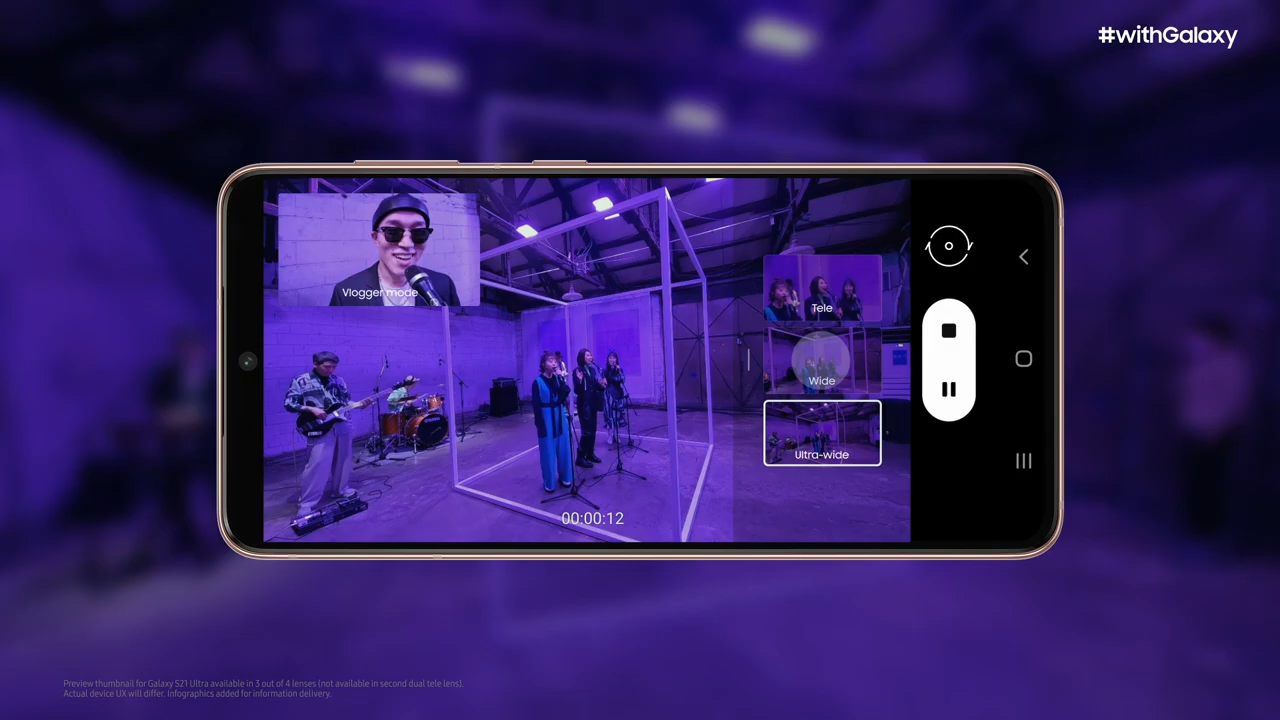 #withGalaxy
Vlogger mode
Tele
Wide
Ultra-wide
00:00:12
Preview thumbnail for Galaxy S21 Ultra available in 3 out of 4 lenses (not available in second dual tele lens).
Actual device UX will differ. Infographics added for information delivery.